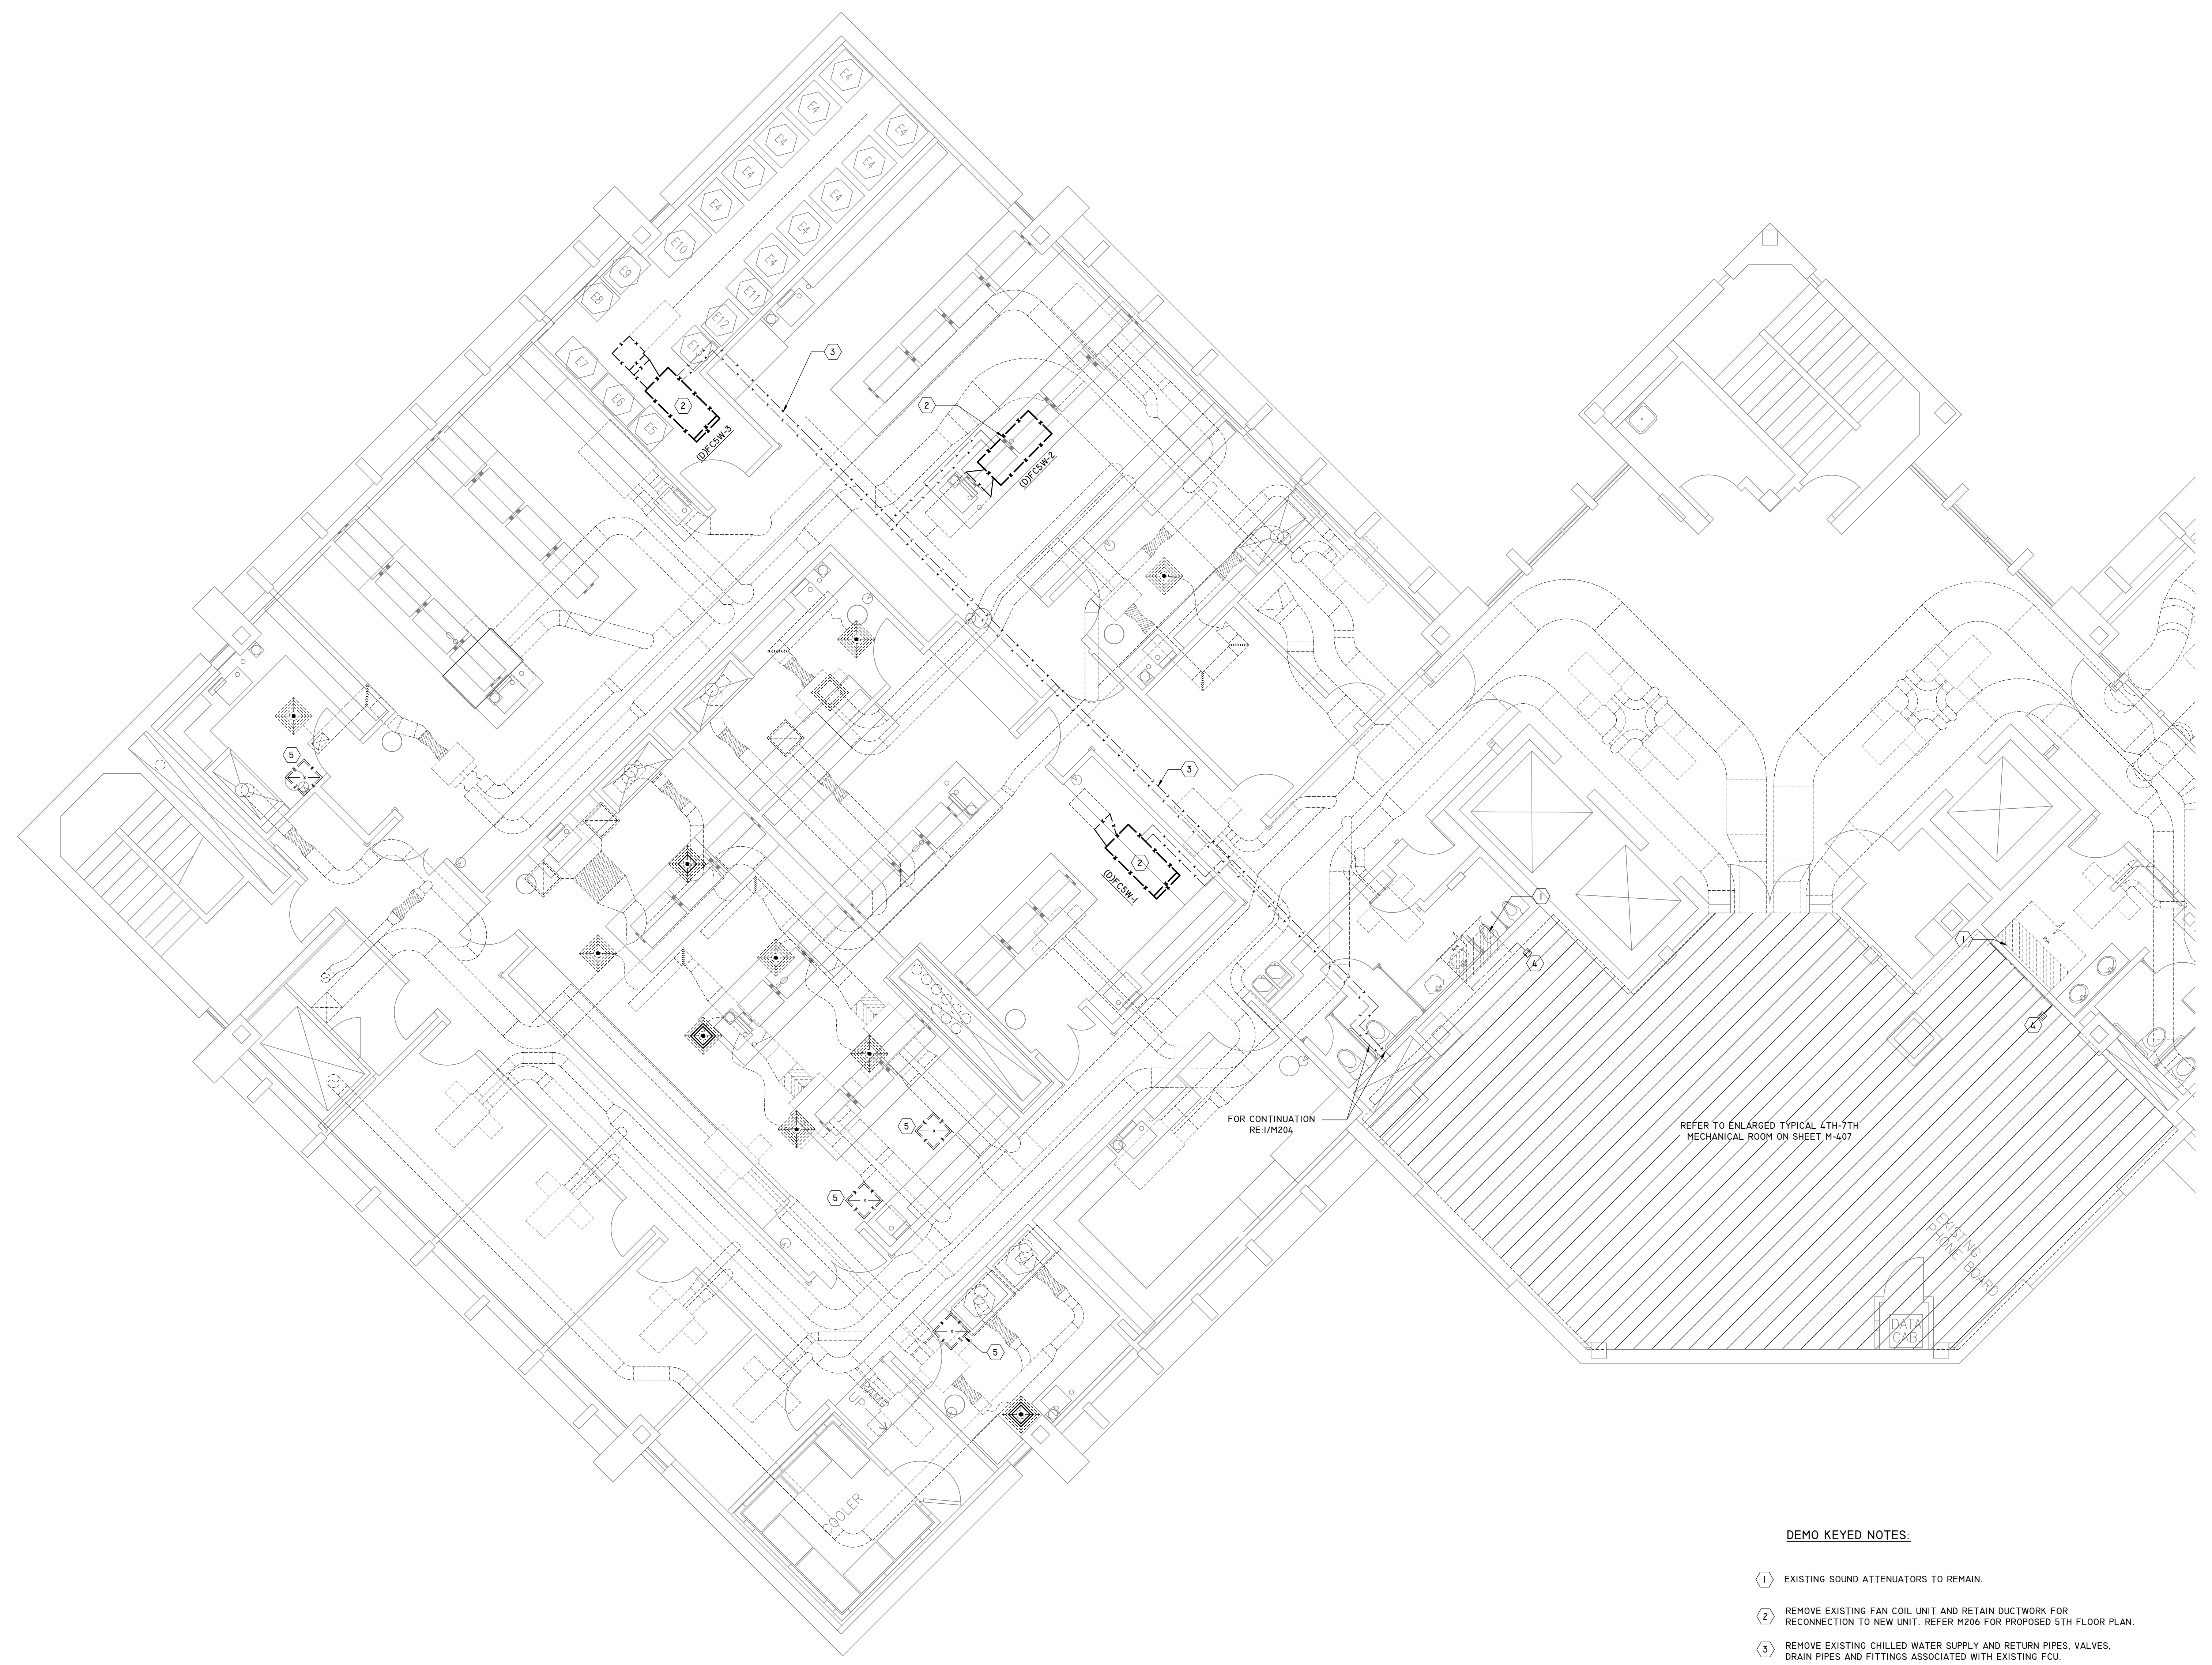 E4
E4
E4
E4
E4
E4
E4
E4
E4
E4
E10
E9
E8
E11
E12
E7
E6
E5
3
2
(D)FC5W-3
2
(D)FC5W-2
5
3
2
(D)FC5W-1
1
4
1
4
5
5
5
FOR CONTINUATION
RE:1/M204
REFER TO ENLARGED TYPICAL 4TH-7TH
MECHANICAL ROOM ON SHEET M-407
EXISTNG
PHONE BOARD
DATA
CAB
RAMP
UP
COOLER
DEMO KEYED NOTES:
1 EXISTING SOUND ATTENUATORS TO REMAIN.
2 REMOVE EXISTING FAN COIL UNIT AND RETAIN DUCTWORK FOR
RECONNECTION TO NEW UNIT. REFER M206 FOR PROPOSED 5TH FLOOR PLAN.
3 REMOVE EXISTING CHILLED WATER SUPPLY AND RETURN PIPES, VALVES,
DRAIN PIPES AND FITTINGS ASSOCIATED WITH EXISTING FCU.